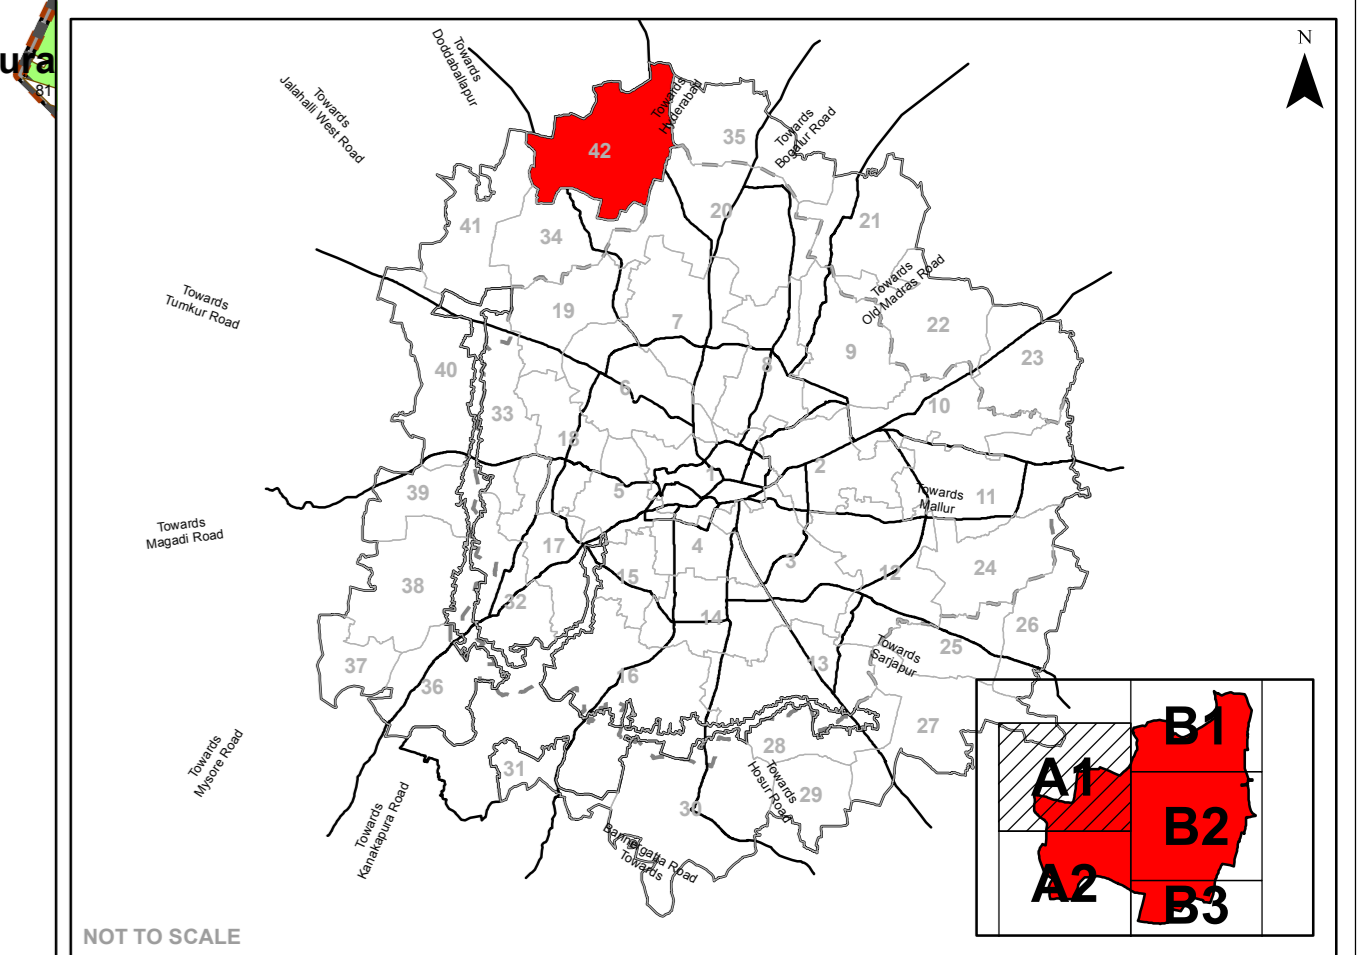 ura
81
N
Towards
Doddaballapur
Towards
Jalahalli West Road
Towards
Hyderabad
35
Towards
Bogalur Road
42
20
21
41
34
Towards
Old Madras Road
Towards
Tumkur Road
19
7
22
9
23
40
8
6
33
10
18
1
2
39
5
Towards
Mallur
11
Towards
Magadi Road
17
4
3
15
12
24
38
32
14
26
25
Towards
Sarjapur
37
36
16
13
27
28
31
Towards
Mysore Road
Towards
Hosur Road
29
30
Towards
Kanakapura Road
Bannergatta Road
Towards
B1
A1
B2
A2
B3
NOT TO SCALE